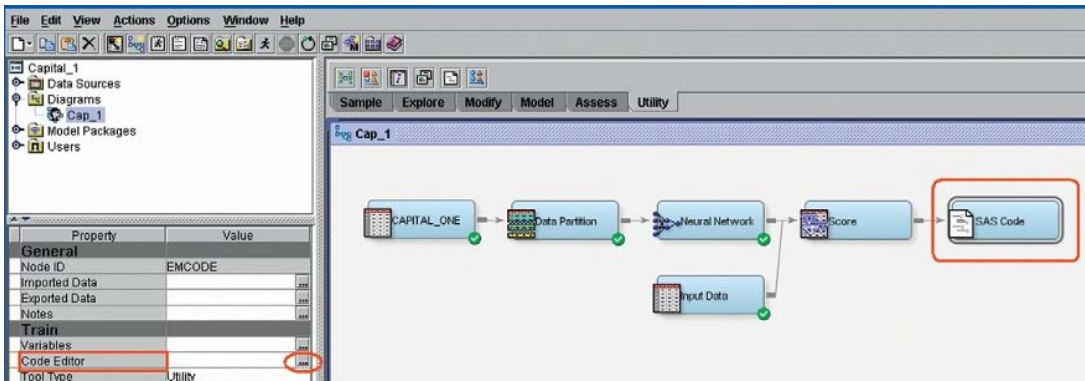 File Edit View Actions Options Window Help
Capital_1
Data Sources
Diagrams
Cap_1
Model Packages
Users
Sample Explore Modify Model Assess Utility
Cap_1
CAPITAL_ONE
Data Partition
Neural Network
Score
SAS Code
Input Data
Property Value
General
Node ID EMCODE
Imported Data
Exported Data
Notes
Train
Variables
Code Editor
Tool Type Utility